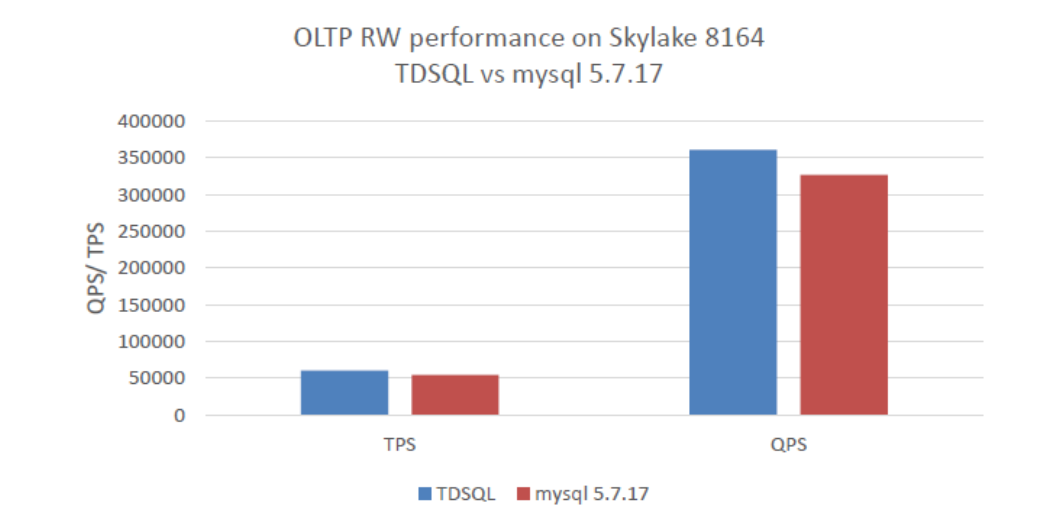 OLTP RW performance on Skylake 8164
TDSQL vs mysql 5.7.17
400000
350000
300000
250000
200000
150000
100000
50000
0
QPS/ TPS
TPS
QPS
TDSQL
mysql 5.7.17